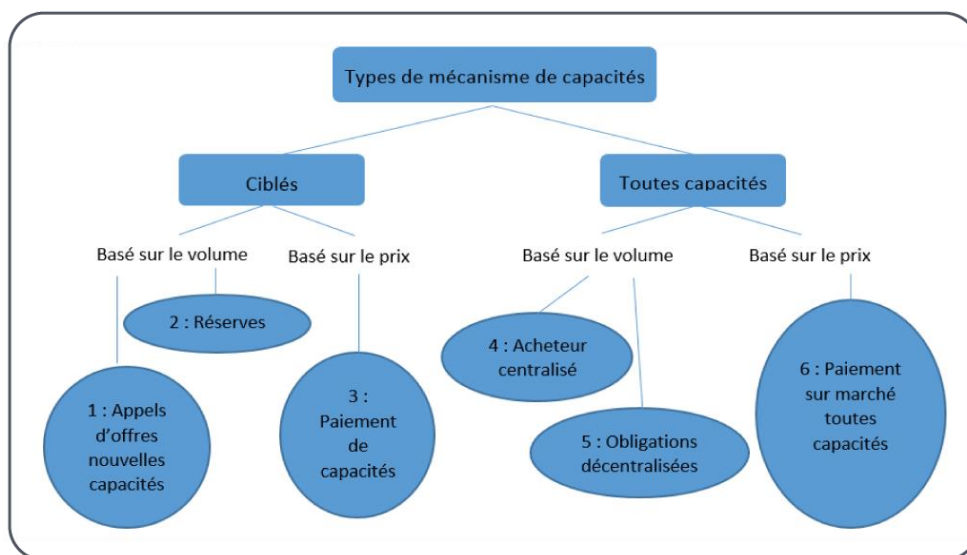 Types de mécanisme de capacités
Ciblés
Toutes capacités
Basé sur le volume
Basé sur le prix
Basé sur le volume
Basé sur le prix
2 : Réserves
1 : Appels
d'offres
nouvelles
capacités
3 :
Paiement
de
capacités
4 : Acheteur
centralisé
5 : Obligations
décentralisées
6 : Paiement
sur marché
toutes
capacités